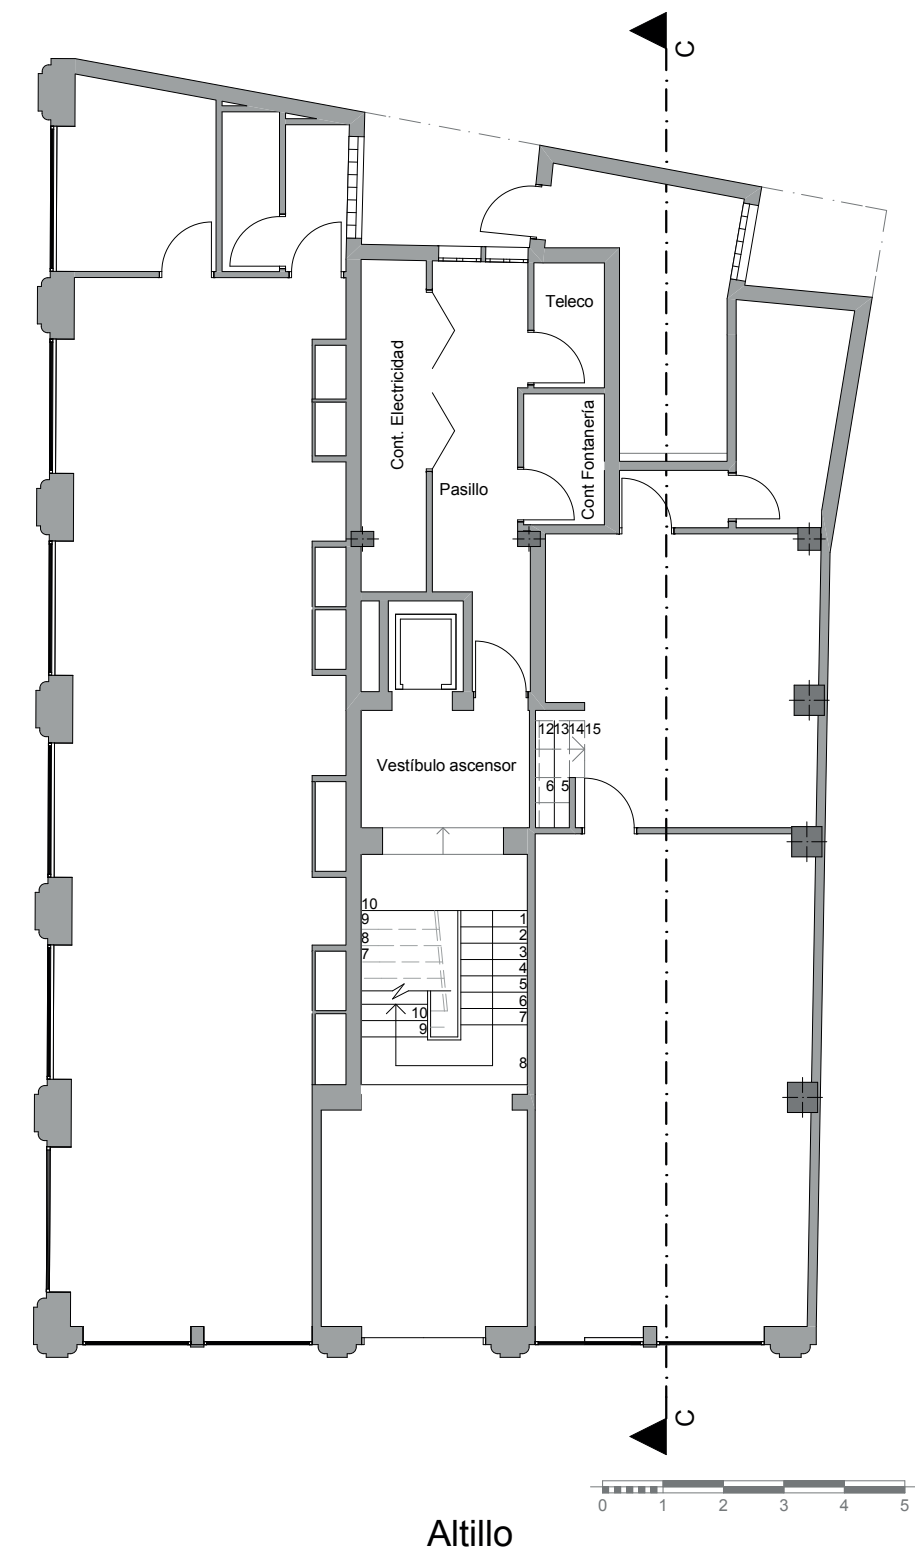 C
Teleco
Cont. Electricidad
Cont Fontanería
Pasillo
12 13 14 15
Vestíbulo ascensor
6 5
10
9
8
7
1
2
3
4
5
6
7
10
9
8
C
0 1 2 3 4 5
Altillo